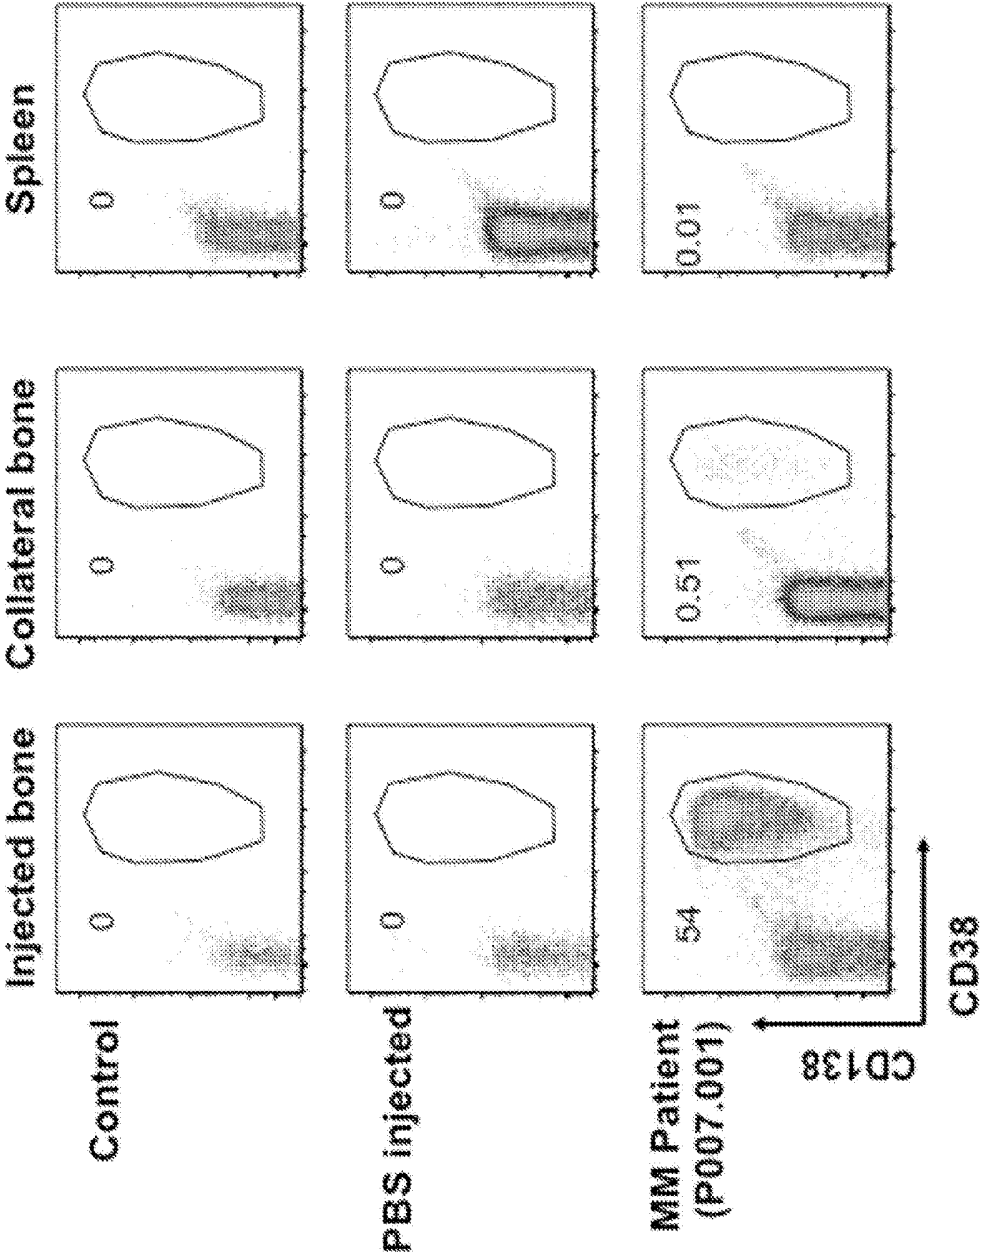 Injected bone
Collateral bone
Spleen
Control
0
0
0
PBS injected
0
0
0
MM Patient
(P007.001)
54
0.51
0.01
CD138
CD38